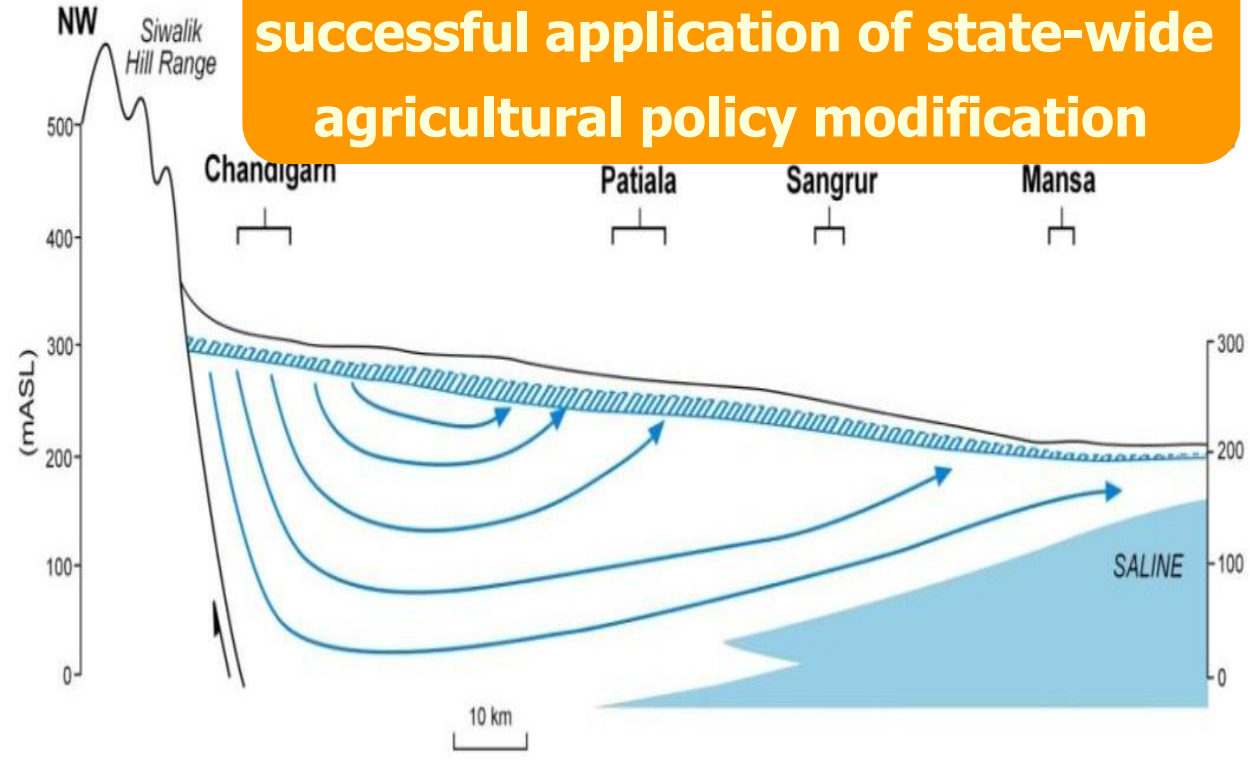 successful application of state-wide
agricultural policy modification
NW
Siwalik
Hill Range
Chandigarh
Patiala
Sangrur
Mansa
500
400
300
200
100
0
(mASL)
300
200
100
0
SALINE
10 km